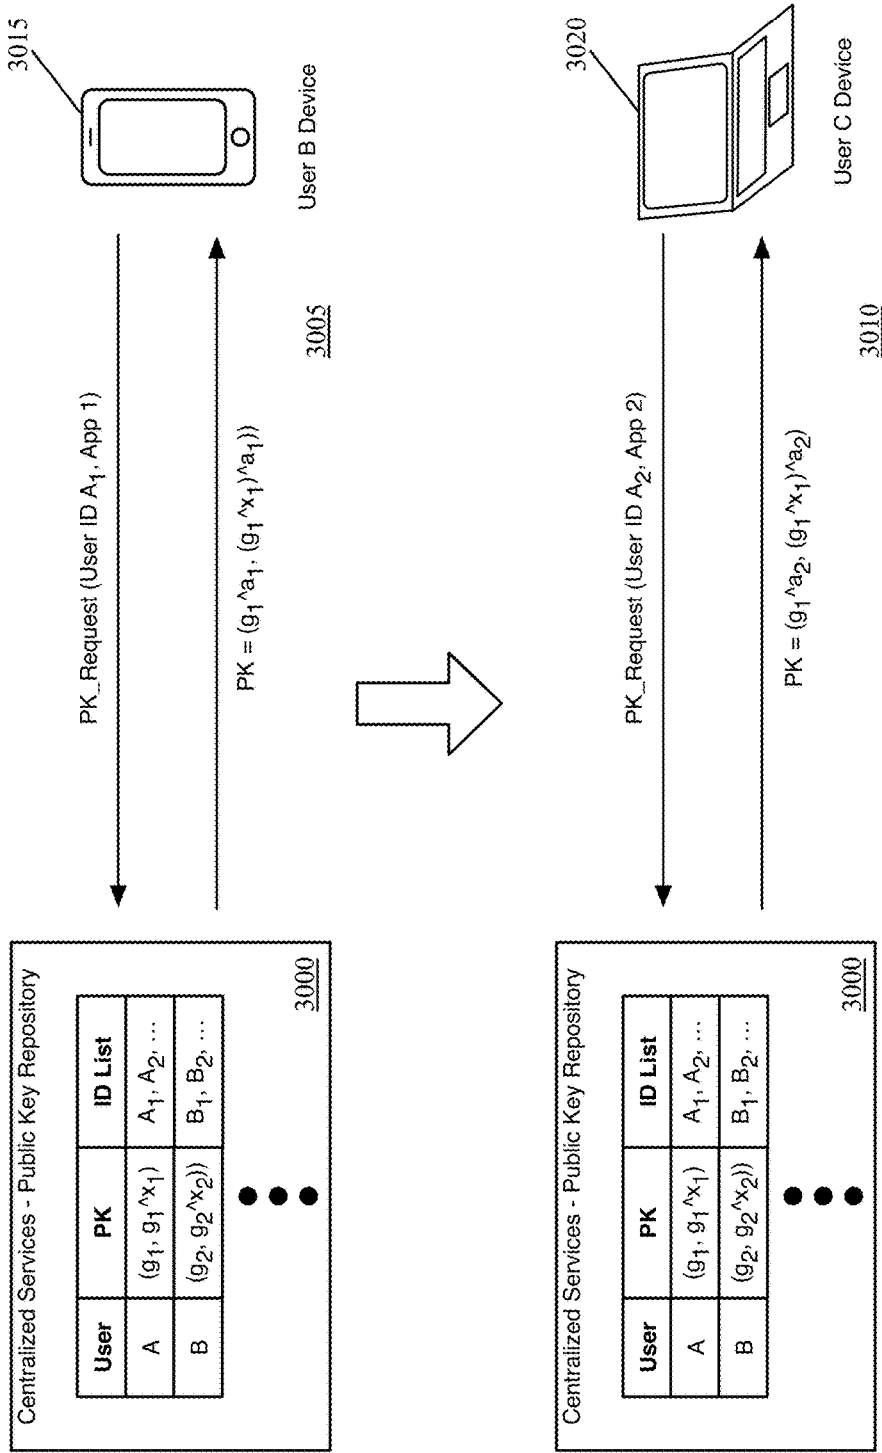 Centralized Services - Public Key Repository
User PK ID List
A (g₁, g₁^x₁) A₁, A₂, ...
B (g₂, g₂^x₂)) B₁, B₂, ...
3000
PK_Request (User ID A₁, App 1)
PK = (g₁^a₁, (g₁^x₁)^a₁))
3005
3015
User B Device
Centralized Services - Public Key Repository
User PK ID List
A (g₁, g₁^x₁) A₁, A₂, ...
B (g₂, g₂^x₂)) B₁, B₂, ...
3000
PK_Request (User ID A₂, App 2)
PK = (g₁^a₂, (g₁^x₁)^a₂)
3010
3020
User C Device